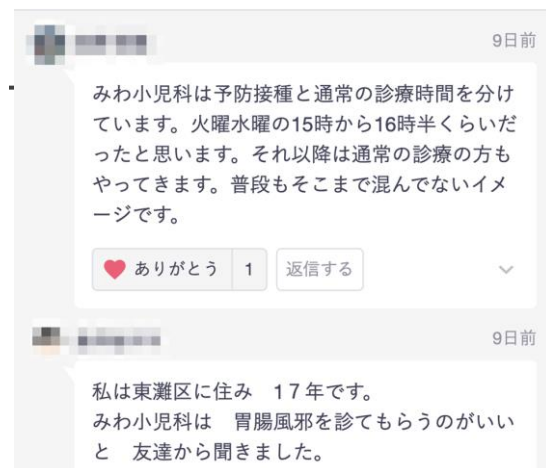 9日前
みわ小児科は予防接種と通常の診療時間を分け
ています。火曜水曜の15時から16時半くらいだ
ったと思います。それ以降は通常の診療の方も
やってきます。普段もそこまで混んでないイメ
ージです。
ありがとう 1 返信する
9日前
私は東灘区に住み　１７年です。
みわ小児科は　胃腸風邪を診てもらうのがいい
と　友達から聞きました。